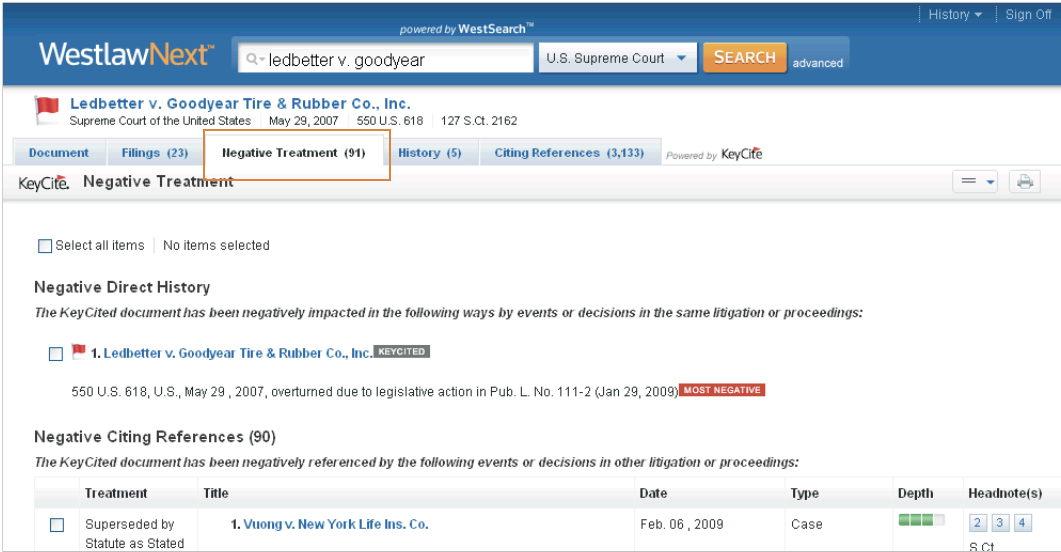 History Sign Off
powered by WestSearch™
WestlawNext™ ledbetter v. goodyear U.S. Supreme Court SEARCH advanced
Ledbetter v. Goodyear Tire & Rubber Co., Inc.
Supreme Court of the United States May 29, 2007 550 U.S. 618 127 S.Ct. 2162
Document Filings (23) Negative Treatment (91) History (5) Citing References (3,133) Powered by KeyCite
KeyCite. Negative Treatment
Select all items No items selected
Negative Direct History
The KeyCited document has been negatively impacted in the following ways by events or decisions in the same litigation or proceedings:
1. Ledbetter v. Goodyear Tire & Rubber Co., Inc. KEYCITED
550 U.S. 618, U.S., May 29 , 2007, overturned due to legislative action in Pub. L. No. 111-2 (Jan 29, 2009) MOST NEGATIVE
Negative Citing References (90)
The KeyCited document has been negatively referenced by the following events or decisions in other litigation or proceedings:
Treatment Title Date Type Depth Headnote(s)
Superseded by 1. Vuong v. New York Life Ins. Co. Feb. 06 , 2009 Case 2 3 4
Statute as Stated S.Ct.